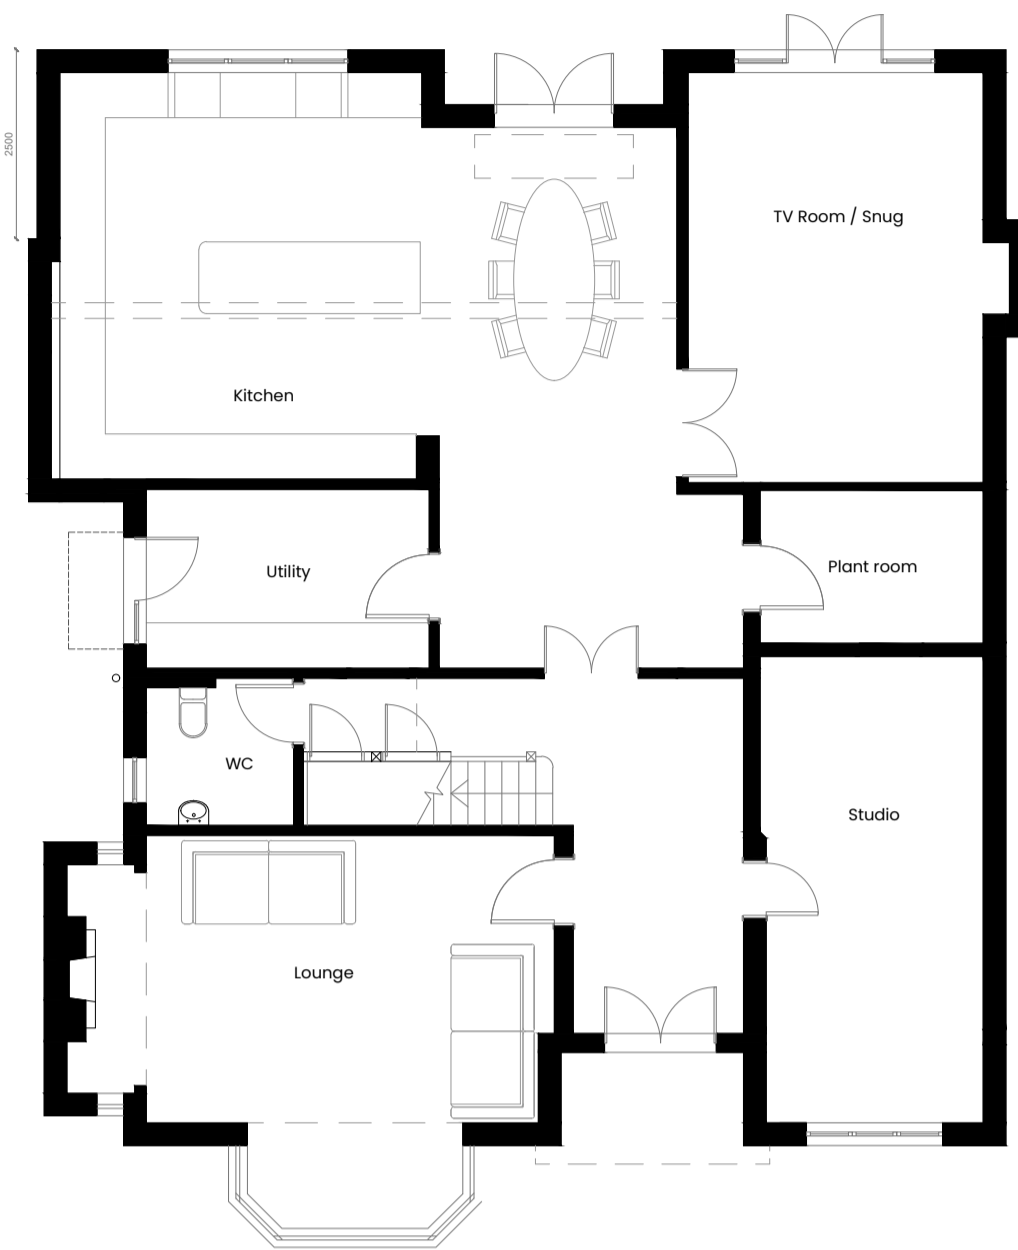 2500
TV Room / Snug
Kitchen
Utility
Plant room
WC
Studio
Lounge